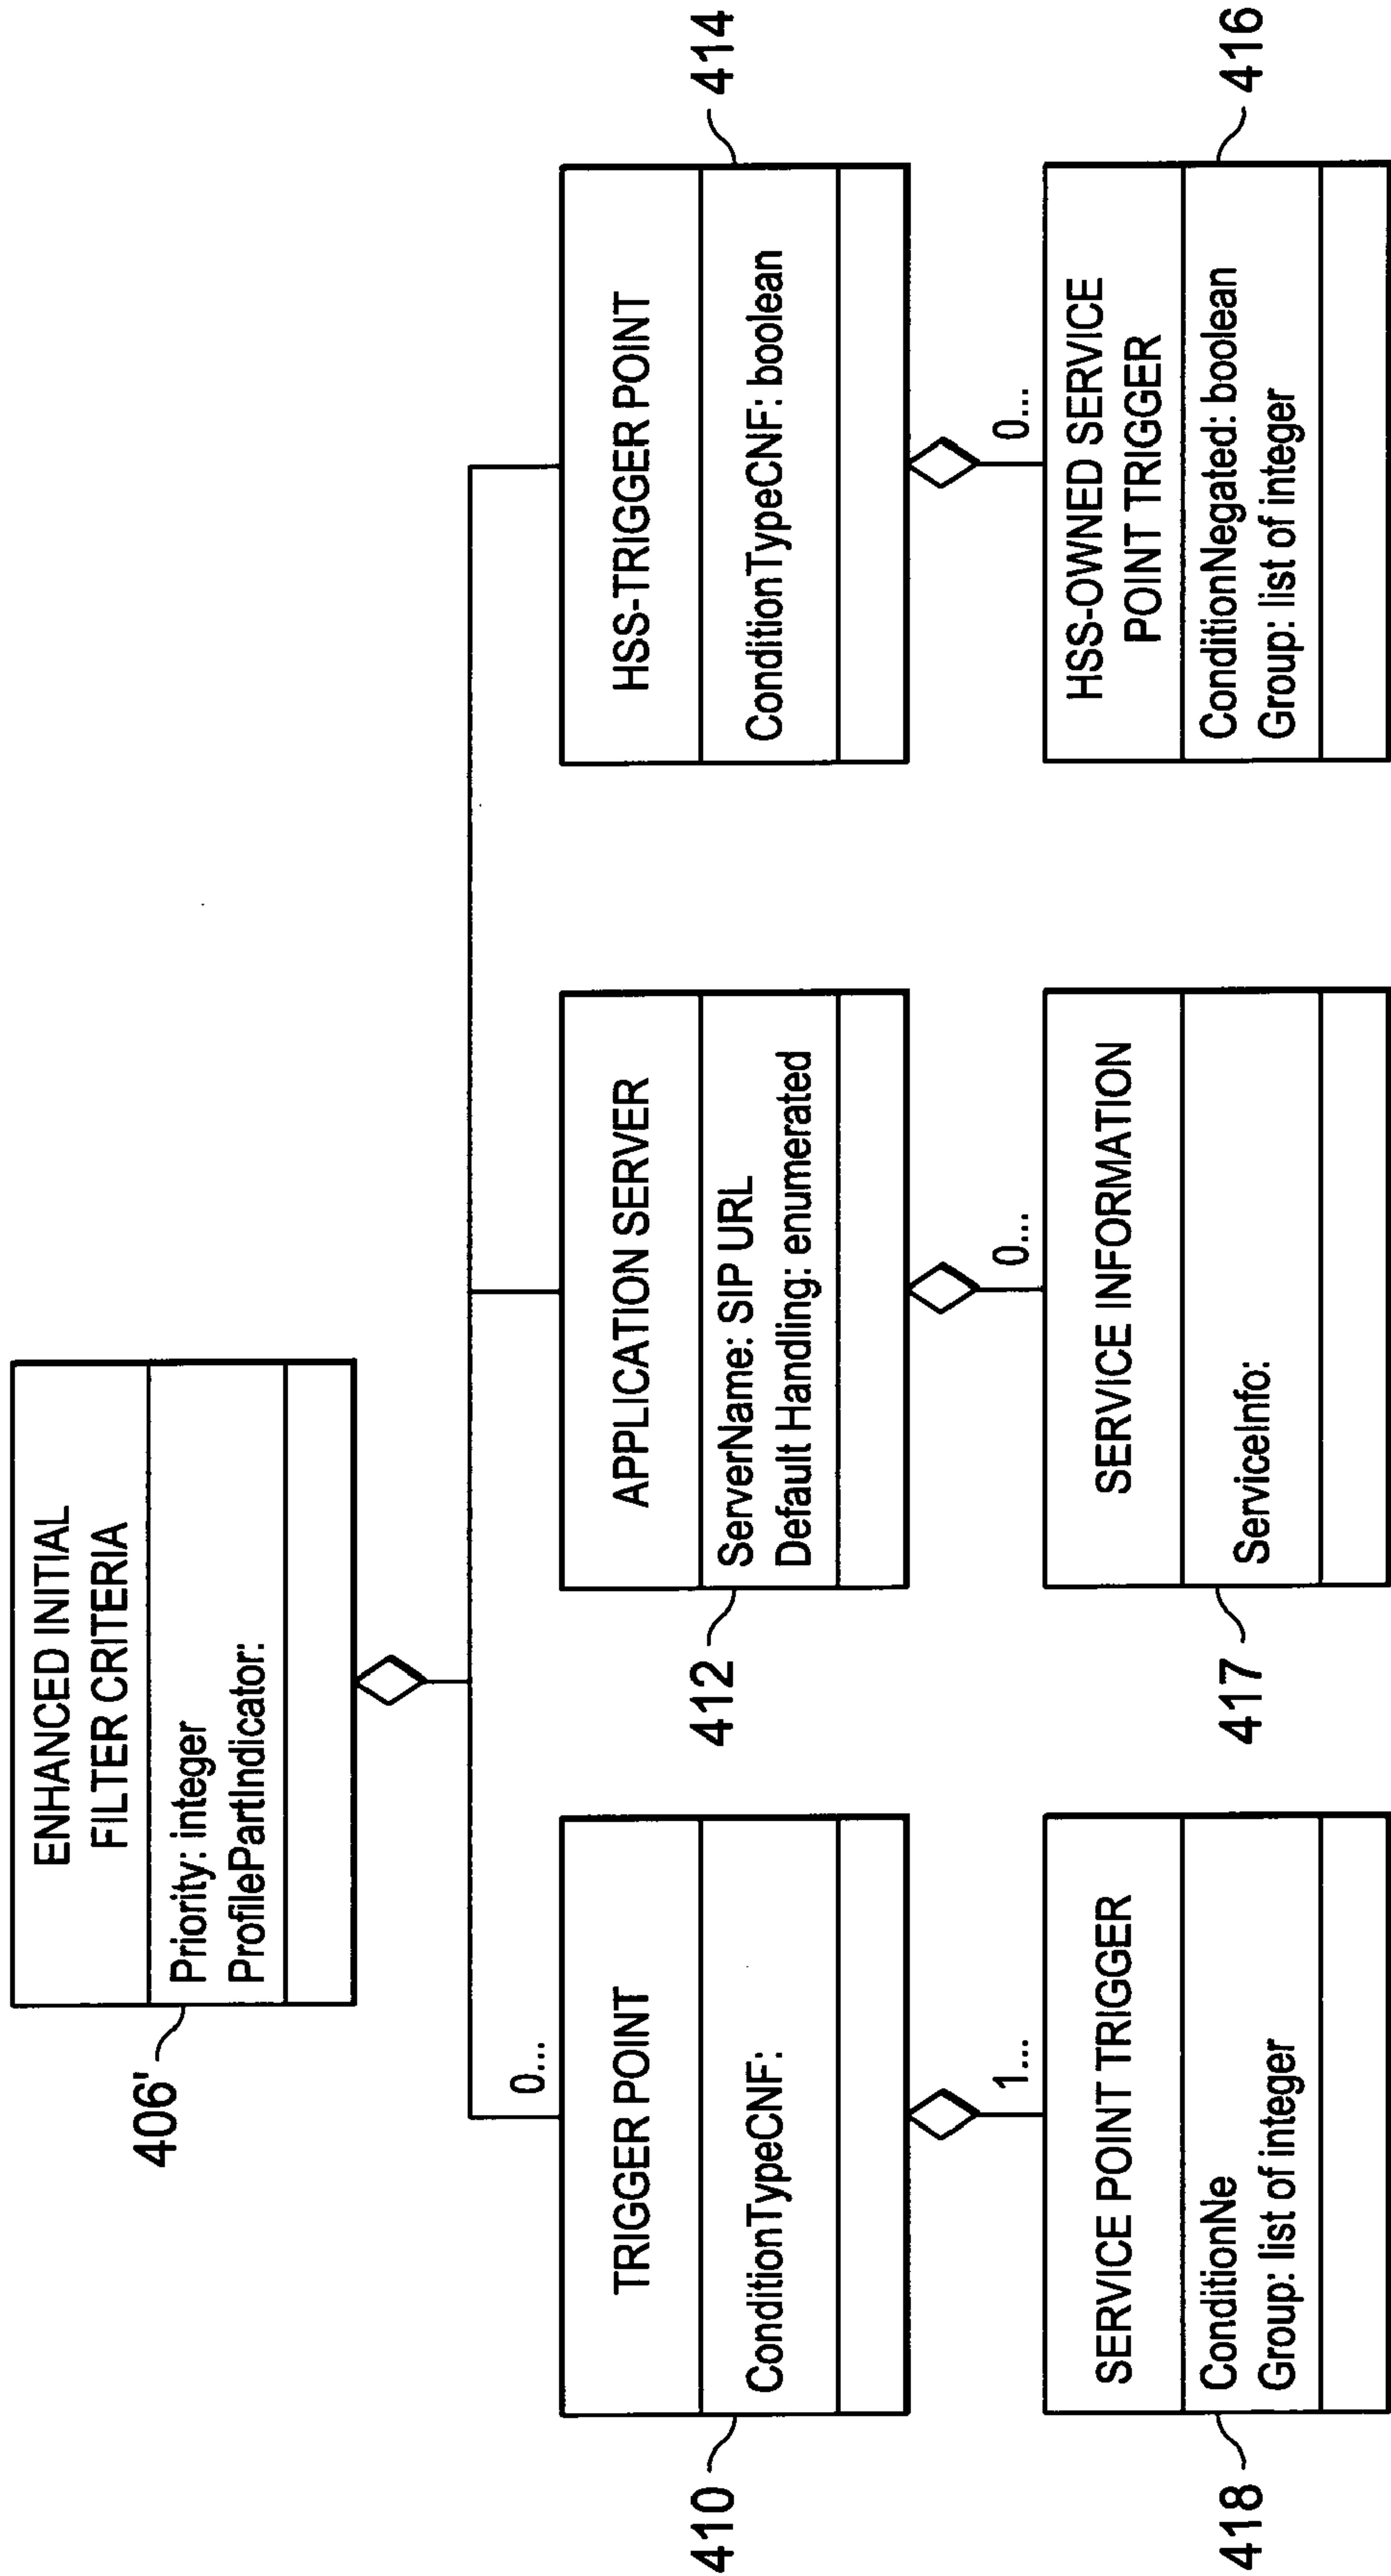 ENHANCED INITIAL
FILTER CRITERIA
Priority: integer
ProfilePartIndicator:
406'
0...
TRIGGER POINT
ConditionTypeCNF:
410
APPLICATION SERVER
ServerName: SIP URL
Default Handling: enumerated
412
HSS-TRIGGER POINT
ConditionTypeCNF: boolean
414
1...
0...
0...
SERVICE POINT TRIGGER
ConditionNe
Group: list of integer
418
SERVICE INFORMATION
ServiceInfo:
417
HSS-OWNED SERVICE
POINT TRIGGER
ConditionNegated: boolean
Group: list of integer
416